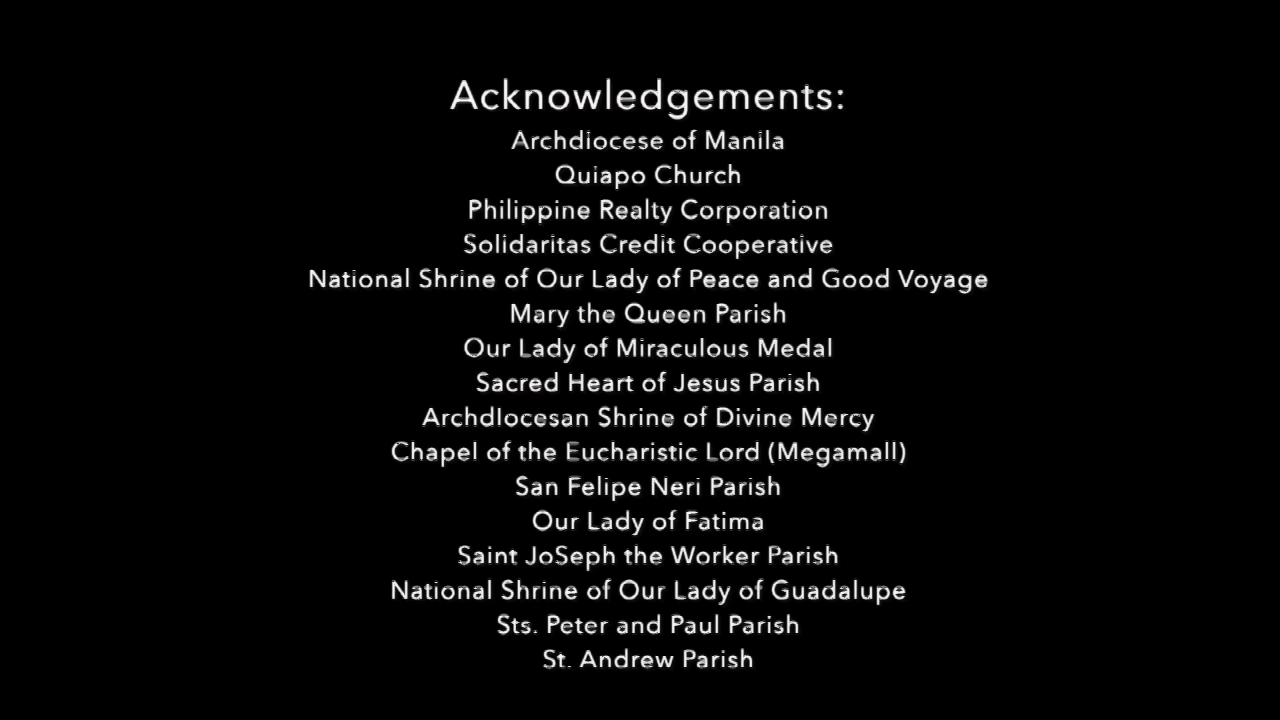 Acknowledgements:
Archdiocese of Manila
Quiapo Church
Philippine Realty Corporation
Solidaritas Credit Cooperative
National Shrine of Our Lady of Peace and Good Voyage
Mary the Queen Parish
Our Lady of Miraculous Medal
Sacred Heart of Jesus Parish
ArchdIocesan Shrine of Divine Mercy
Chapel of the Eucharistic Lord (Megamall)
San Felipe Neri Parish
Our Lady of Fatima
Saint JoSeph the Worker Parish
National Shrine of Our Lady of Guadalupe
Sts. Peter and Paul Parish
St. Andrew Parish